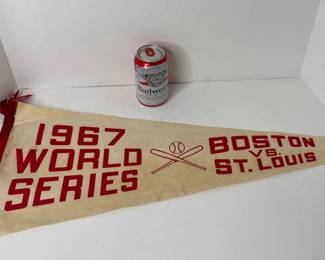 Budweiser
1967
WORLD
SERIES
BOSTON
VS.
ST. LOUIS